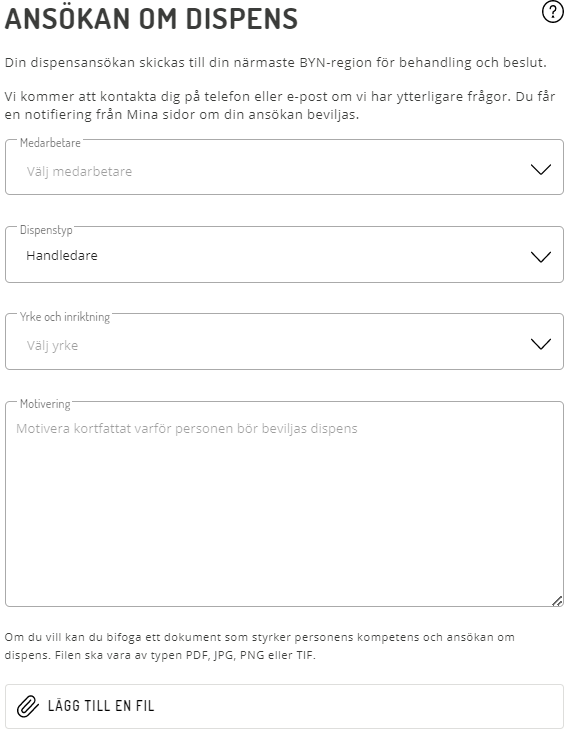 ANSÖKAN OM DISPENS
?
Din dispensansökan skickas till din närmaste BYN-region för behandling och beslut.
Vi kommer att kontakta dig på telefon eller e-post om vi har ytterligare frågor. Du får
en notifiering från Mina sidor om din ansökan beviljas.
Medarbetare
Välj medarbetare
Dispenstyp
Handledare
Yrke och inriktning
Välj yrke
Motivering
Motivera kortfattat varför personen bör beviljas dispens
Om du vill kan du bifoga ett dokument som styrker personens kompetens och ansökan om
dispens. Filen ska vara av typen PDF, JPG, PNG eller TIF.
LÄGG TILL EN FIL